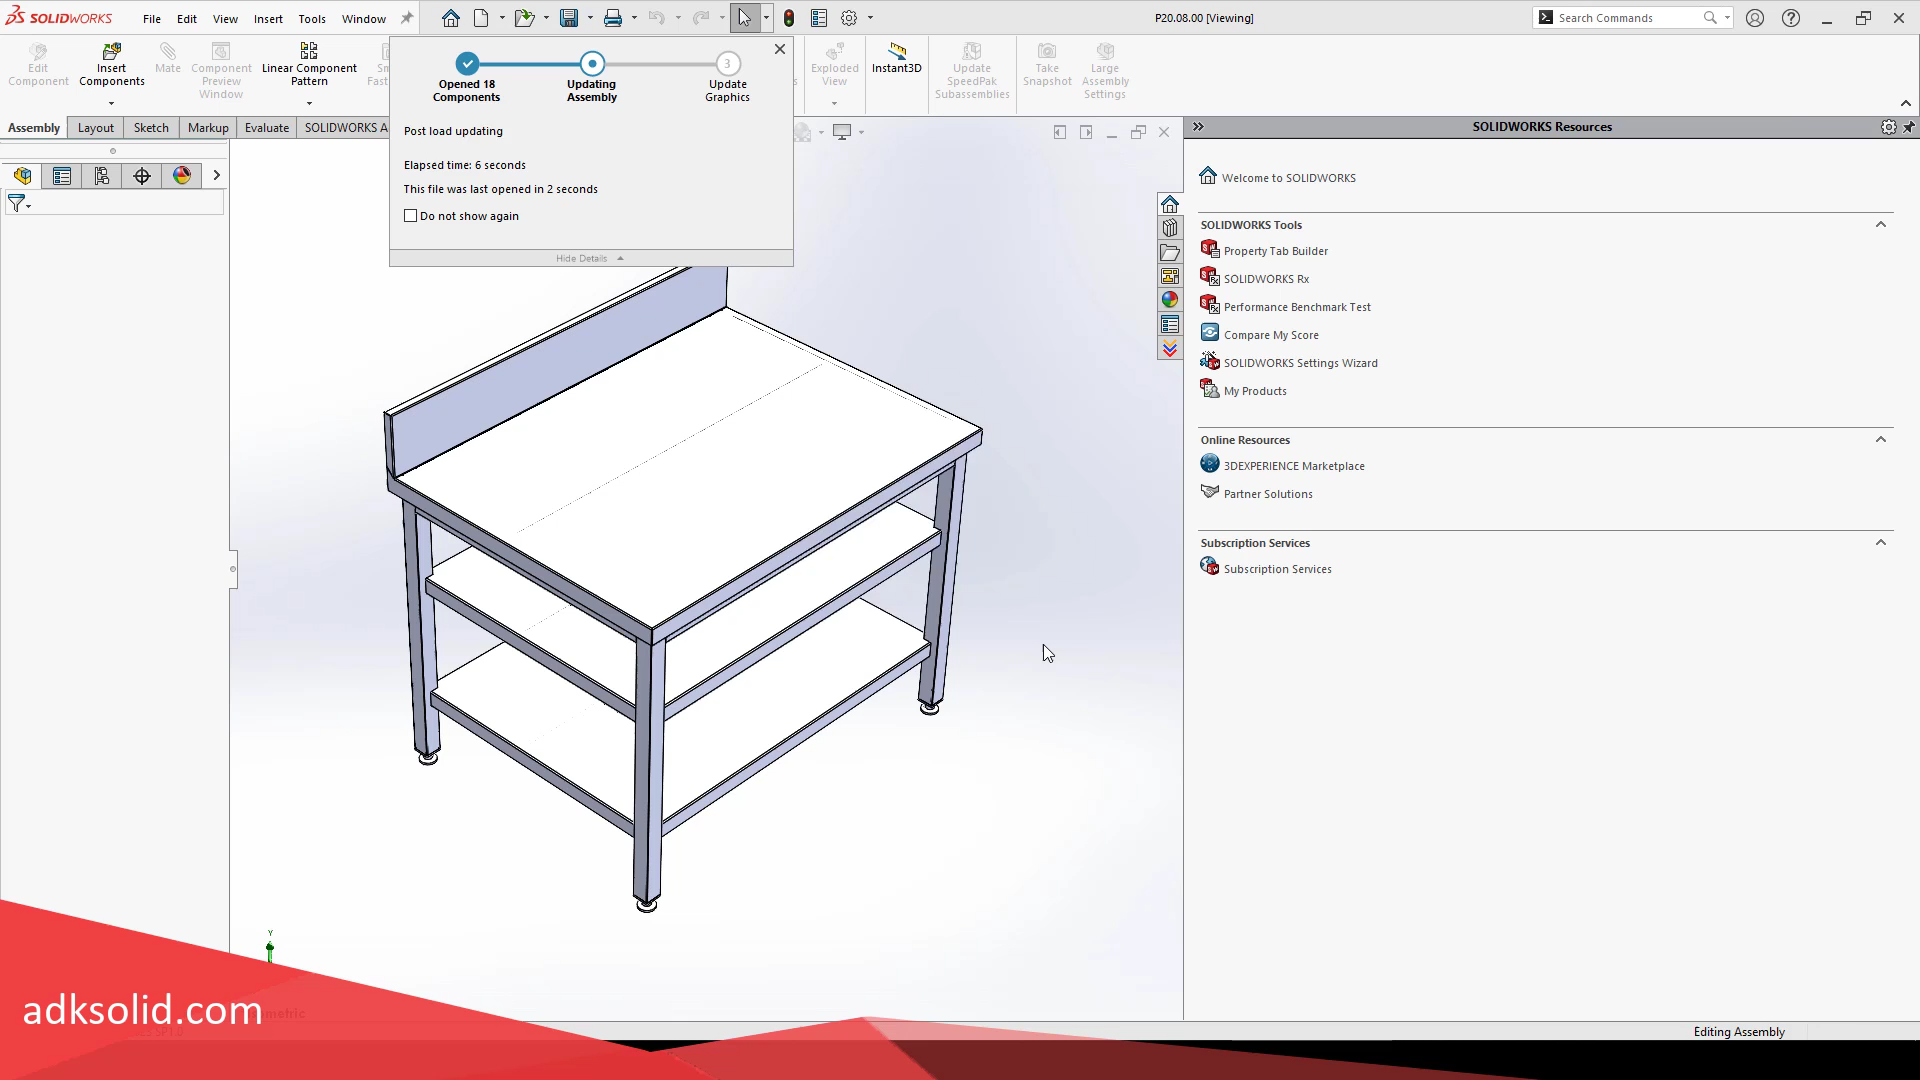 SOLIDWORKS File Edit View Insert Tools Window P20.08.00 [Viewing] Search Commands
Edit Component
Insert Components
Mate
Component Preview Window
Linear Component Pattern
Exploded View
Instant3D
Update SpeedPak Subassemblies
Take Snapshot
Large Assembly Settings
Opened 18 Components
Updating Assembly
3
Update Graphics
Post load updating
Elapsed time: 6 seconds
This file was last opened in 2 seconds
Do not show again
Hide Details
Assembly Layout Sketch Markup Evaluate SOLIDWORKS A
SOLIDWORKS Resources
Welcome to SOLIDWORKS
SOLIDWORKS Tools
Property Tab Builder
SOLIDWORKS Rx
Performance Benchmark Test
Compare My Score
SOLIDWORKS Settings Wizard
My Products
Online Resources
3DEXPERIENCE Marketplace
Partner Solutions
Subscription Services
Subscription Services
Y
adksolid.com
Editing Assembly